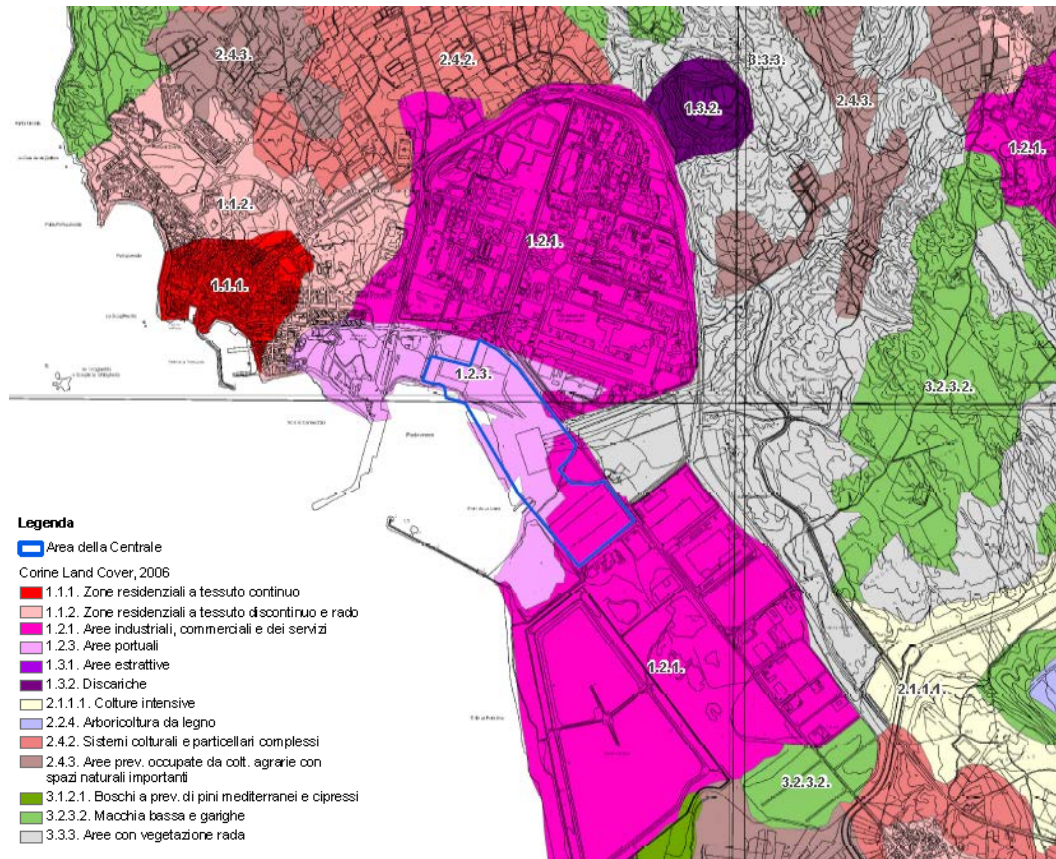 2.4.3.
2.4.2.
3.3.3.
1.3.2.
2.4.3.
1.2.1.
1.1.2.
1.2.1.
1.1.1.
1.2.3.
3.2.3.2.
Legenda
Area della Centrale
Corine Land Cover, 2006
1.1.1. Zone residenziali a tessuto continuo
1.1.2. Zone residenziali a tessuto discontinuo e rado
1.2.1. Aree industriali, commerciali e dei servizi
1.2.3. Aree portuali
1.3.1. Aree estrattive
1.3.2. Discariche
2.1.1.1. Colture intensive
2.2.4. Arboricoltura da legno
2.4.2. Sistemi colturali e particellari complessi
2.4.3. Aree prev. occupate da colt. agrarie con
spazi naturali importanti
3.1.2.1. Boschi a prev. di pini mediterranei e cipressi
3.2.3.2. Macchia bassa e garighe
3.3.3. Aree con vegetazione rada
1.2.1.
2.1.1.1.
3.2.3.2.